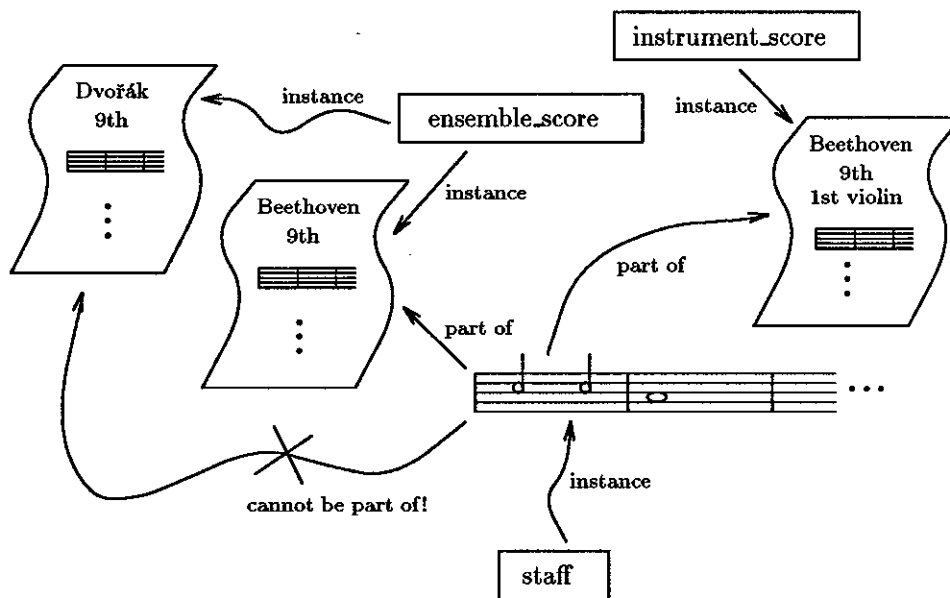 instrument_score
Dvořák
9th
instance
ensemble_score
instance
Beethoven
9th
1st violin
instance
Beethoven
9th
part of
part of
cannot be part of!
instance
staff